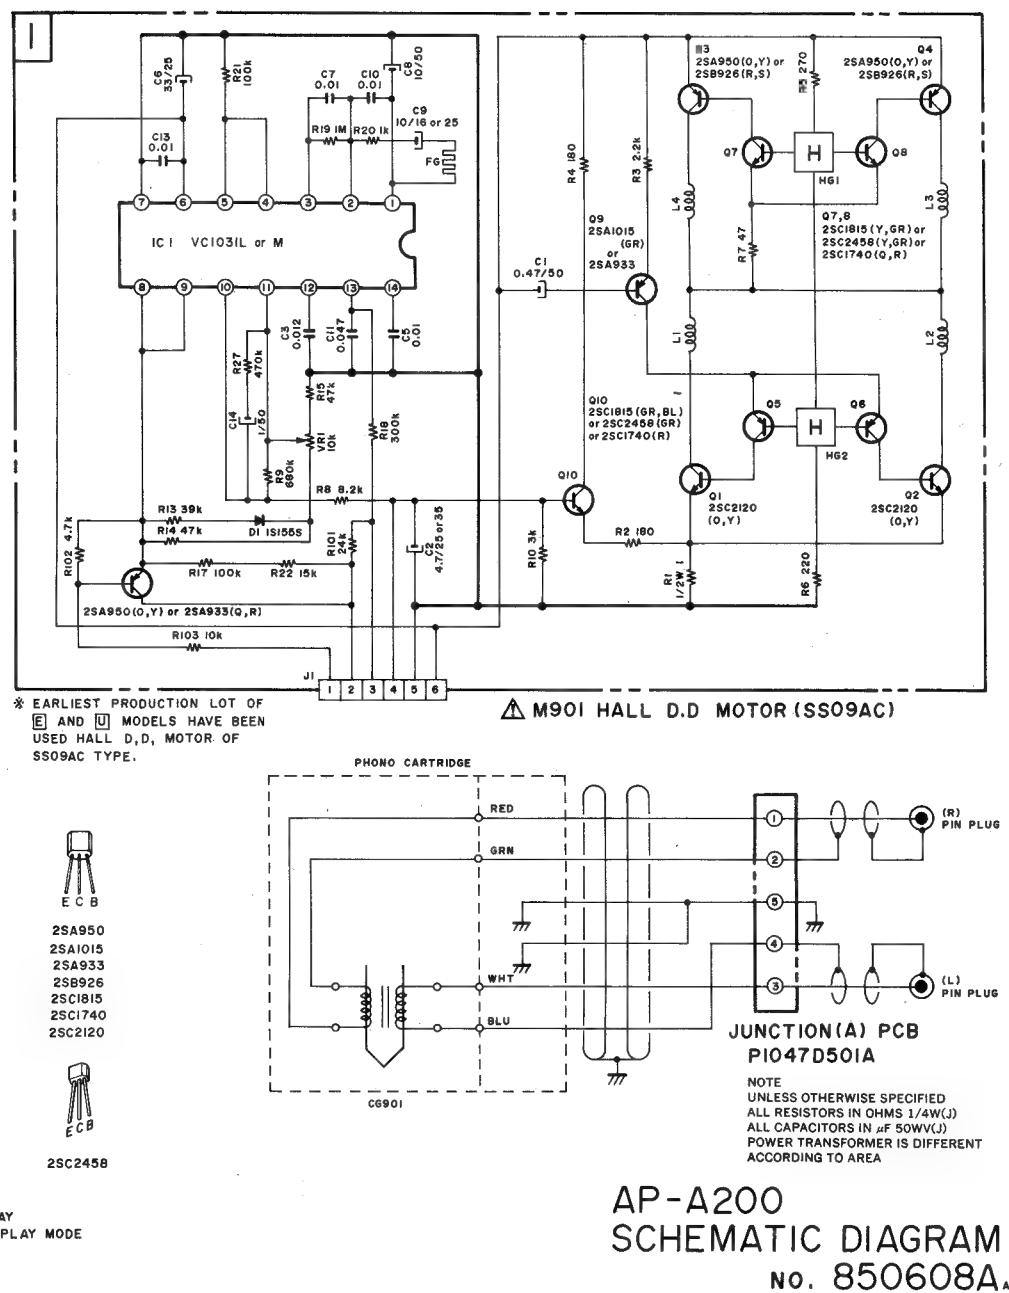 1
C6
33/25
R21
100k
C7
0.01
C10
0.01
C8
10/50
C9
10/16 or 25
R19 1M
R20 1k
FG
C13
0.01
7
6
5
4
3
2
1
IC1 VC1031L or M
8
9
10
11
12
13
14
R27
470k
C14
1/50
C3
0.012
C11
0.047
C5
0.01
R15
47k
VR1
10k
R18
300k
R9
680k
R8 8.2k
R13 39k
R14 47k
D1 1S1555
R102 4.7k
R101
24k
R17 100k
R22 15k
C2
4.7/25 or 35
2SA950(O,Y) or 2SA933(Q,R)
R103 10k
J1
1 2 3 4 5 6
R4 180
R3 2.2k
Q9
2SA1015
(GR)
or
2SA933
C1
0.47/50
Q10
2SC1815(GR,BL)
or 2SC2458(GR)
or 2SC1740(R)
Q10
R10 3k
R2 180
R1
1/2W 1
R6 220
2SA950(O,Y) or
2SB926(R,S)
270
Q4
2SA950(O,Y) or
2SB926(R,S)
Q7
H
Q8
HG1
L4
L3
R7 47
Q7,8
2SC1815(Y,GR)or
2SC2458(Y,GR)or
2SC1740(Q,R)
L1
L2
Q5
H
Q6
HG2
Q1
2SC2120
(O,Y)
Q2
2SC2120
(O,Y)
※ EARLIEST PRODUCTION LOT OF
E AND U MODELS HAVE BEEN
USED HALL D,D, MOTOR OF
SS09AC TYPE.
⚠ M901 HALL D.D MOTOR (SS09AC)
PHONO CARTRIDGE
RED
GRN
WHT
BLU
CG901
1
2
5
4
3
(R)
PIN PLUG
(L)
PIN PLUG
JUNCTION(A) PCB
P1047D501A
E C B
2SA950
2SA1015
2SA933
2SB926
2SC1815
2SC1740
2SC2120
E C B
2SC2458
NOTE
UNLESS OTHERWISE SPECIFIED
ALL RESISTORS IN OHMS 1/4W(J)
ALL CAPACITORS IN μF 50WV(J)
POWER TRANSFORMER IS DIFFERENT
ACCORDING TO AREA
AY
PLAY MODE
AP-A200
SCHEMATIC DIAGRAM
NO. 850608A